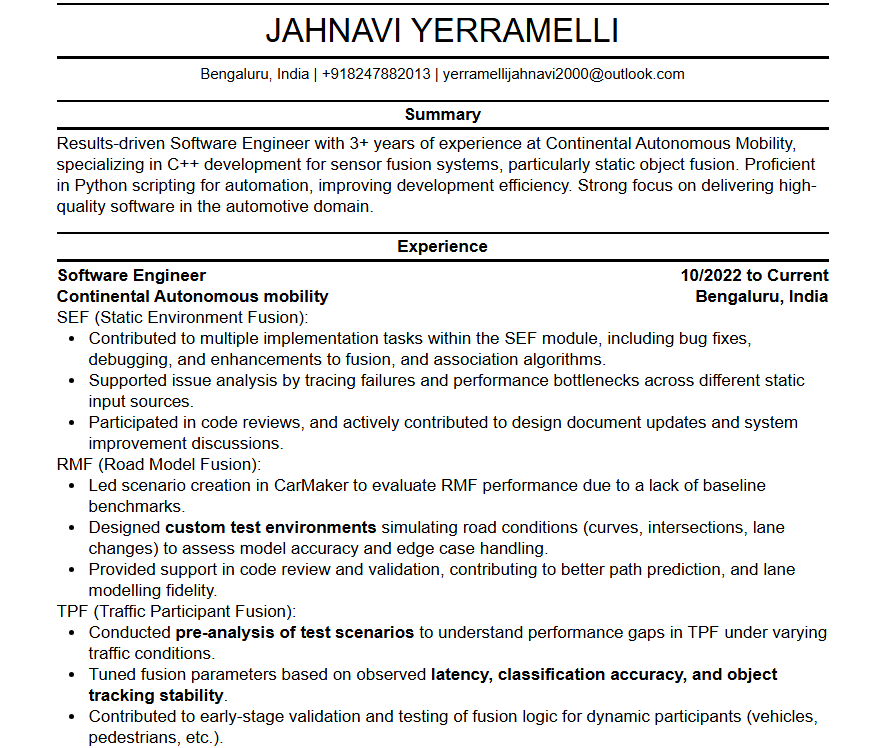 JAHNAVI YERRAMELLI
Bengaluru, India | +918247882013 | yerramellijahnavi2000@outlook.com
Summary
Results-driven Software Engineer with 3+ years of experience at Continental Autonomous Mobility,
specializing in C++ development for sensor fusion systems, particularly static object fusion. Proficient
in Python scripting for automation, improving development efficiency. Strong focus on delivering high-
quality software in the automotive domain.
Experience
Software Engineer 10/2022 to Current
Continental Autonomous mobility Bengaluru, India
SEF (Static Environment Fusion):
• Contributed to multiple implementation tasks within the SEF module, including bug fixes,
debugging, and enhancements to fusion, and association algorithms.
• Supported issue analysis by tracing failures and performance bottlenecks across different static
input sources.
• Participated in code reviews, and actively contributed to design document updates and system
improvement discussions.
RMF (Road Model Fusion):
• Led scenario creation in CarMaker to evaluate RMF performance due to a lack of baseline
benchmarks.
• Designed custom test environments simulating road conditions (curves, intersections, lane
changes) to assess model accuracy and edge case handling.
• Provided support in code review and validation, contributing to better path prediction, and lane
modelling fidelity.
TPF (Traffic Participant Fusion):
• Conducted pre-analysis of test scenarios to understand performance gaps in TPF under varying
traffic conditions.
• Tuned fusion parameters based on observed latency, classification accuracy, and object
tracking stability.
• Contributed to early-stage validation and testing of fusion logic for dynamic participants (vehicles,
pedestrians, etc.).